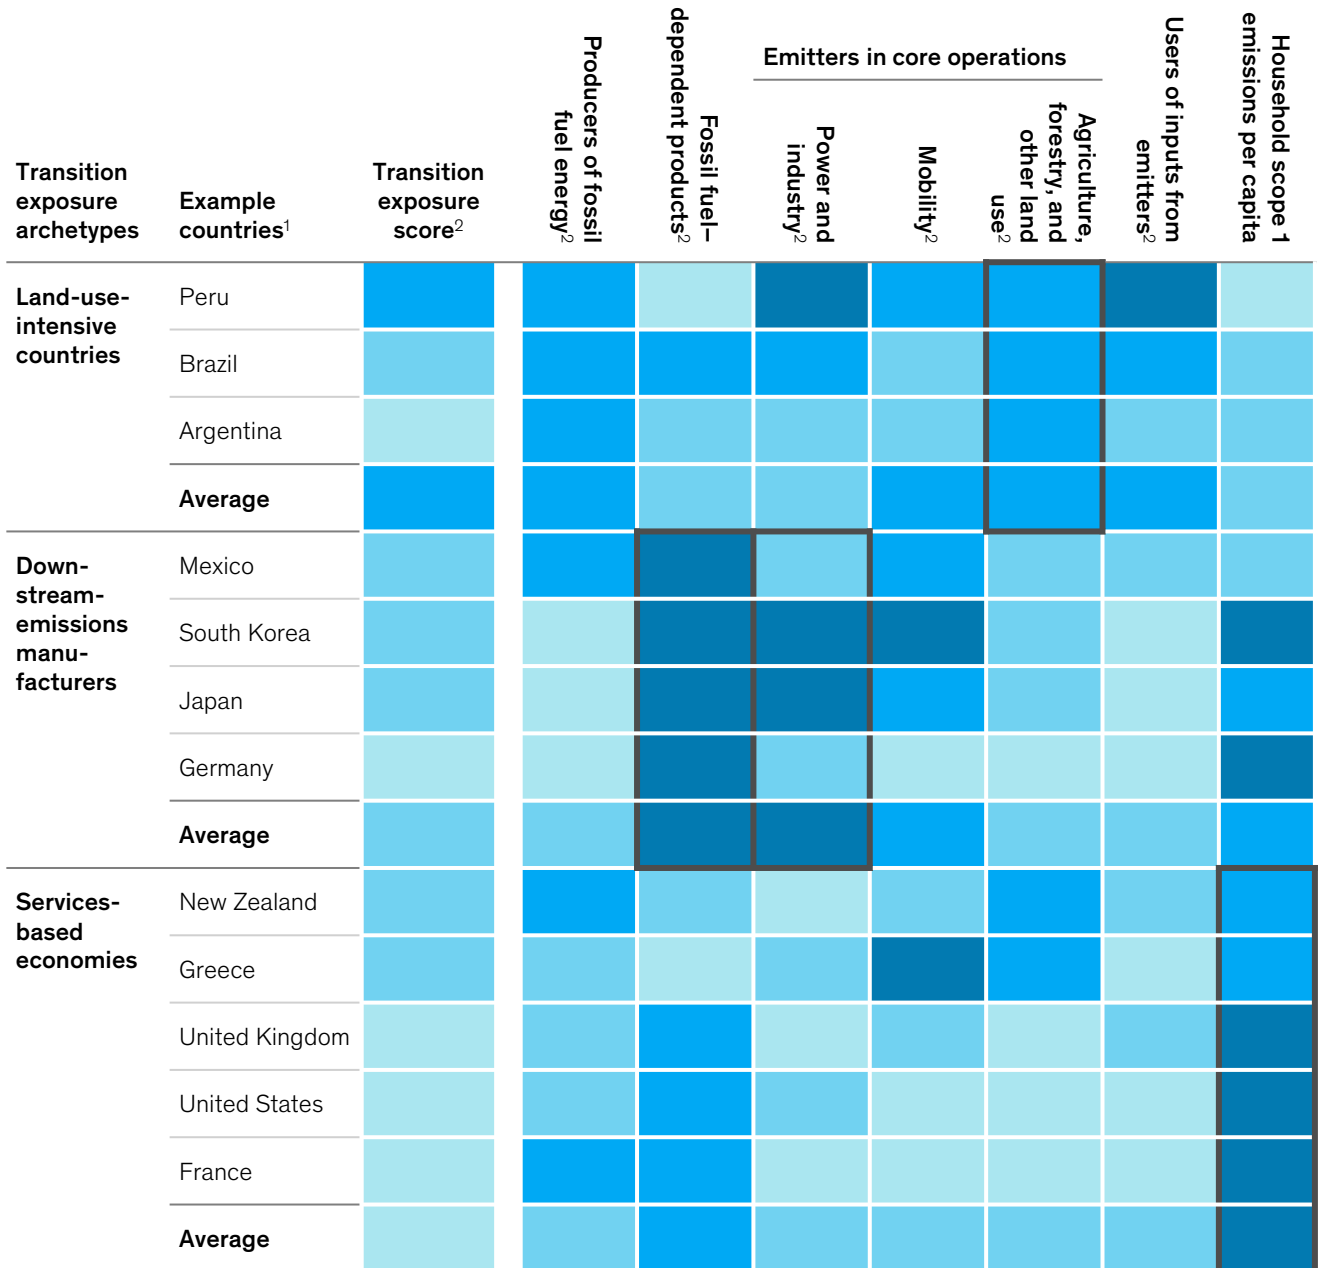 Transition
exposure
archetypes
Example
countries1
Transition
exposure
score2
Producers of fossil
fuel energy2
Fossil fuel–
dependent products2
Emitters in core operations
Power and
industry2
Mobility2
Agriculture,
forestry, and
other land
use2
Users of inputs from
emitters2
Household scope 1
emissions per capita
Land-use-
intensive
countries
Peru
Brazil
Argentina
Average
Down-
stream-
emissions
manu-
facturers
Mexico
South Korea
Japan
Germany
Average
Services-
based
economies
New Zealand
Greece
United Kingdom
United States
France
Average